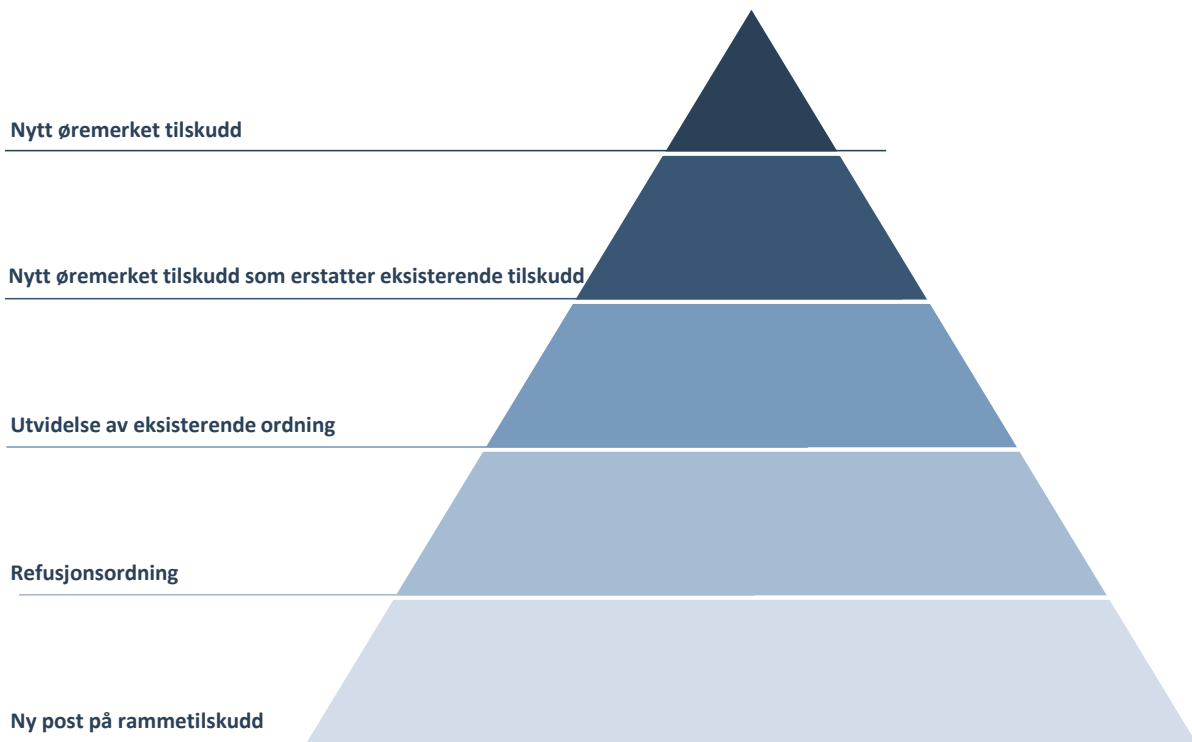 Nytt øremerket tilskudd
Nytt øremerket tilskudd som erstatter eksisterende tilskudd
Utvidelse av eksisterende ordning
Refusjonsordning
Ny post på rammetilskudd